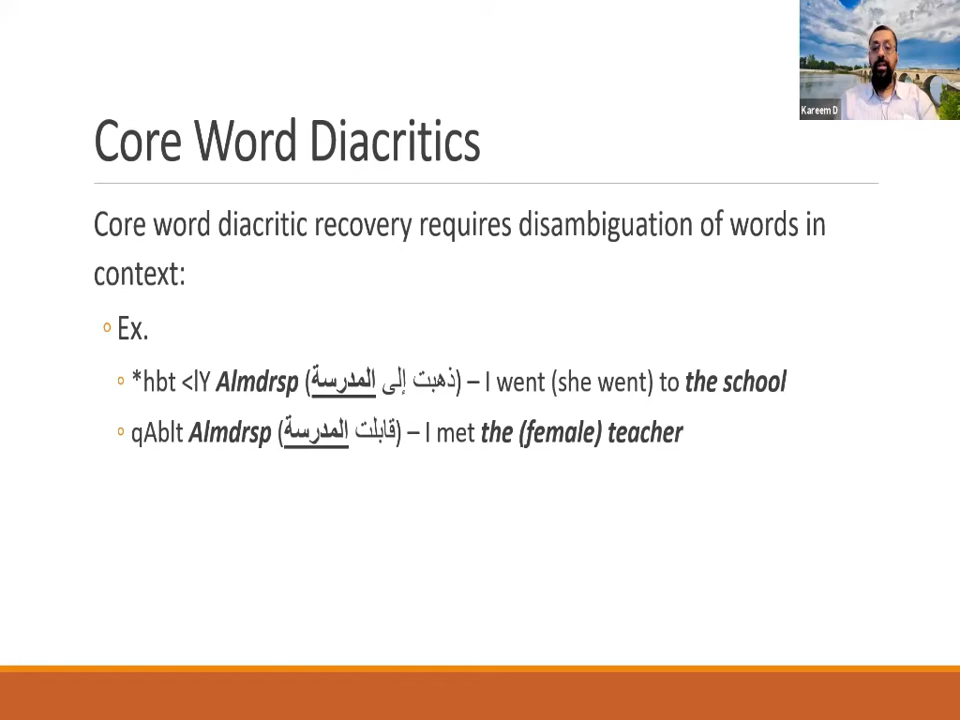 Kareem D
Core Word Diacritics
Core word diacritic recovery requires disambiguation of words in
context:
Ex.
*hbt <lY Almdrsp (ذهبت إلى المدرسة) – I went (she went) to the school
qAblt Almdrsp (قابلت المدرسة) – I met the (female) teacher